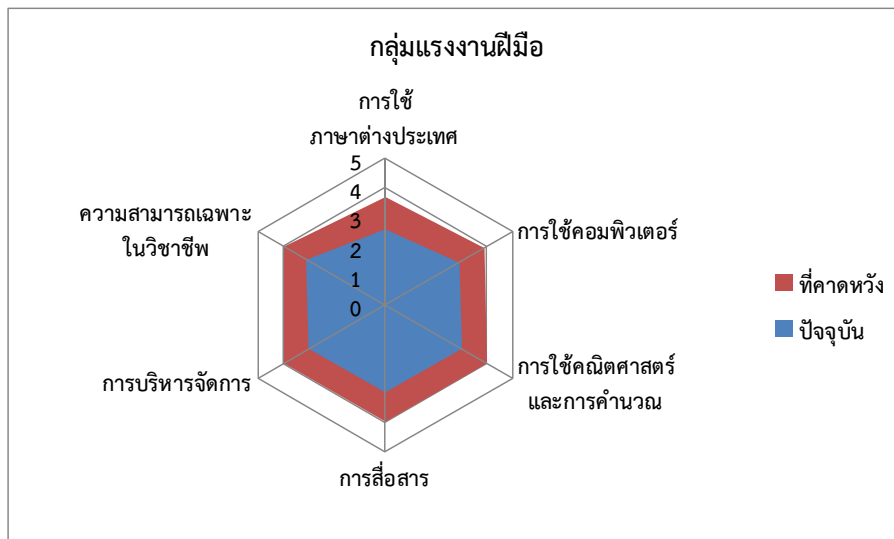 กลุ่มแรงงานฝีมือ
การใช้
ภาษาต่างประเทศ
5
4
3
2
1
0
ความสามารถเฉพาะ
ในวิชาชีพ
การใช้คอมพิวเตอร์
ที่คาดหวัง
ปัจจุบัน
การบริหารจัดการ
การใช้คณิตศาสตร์
และการคำนวณ
การสื่อสาร